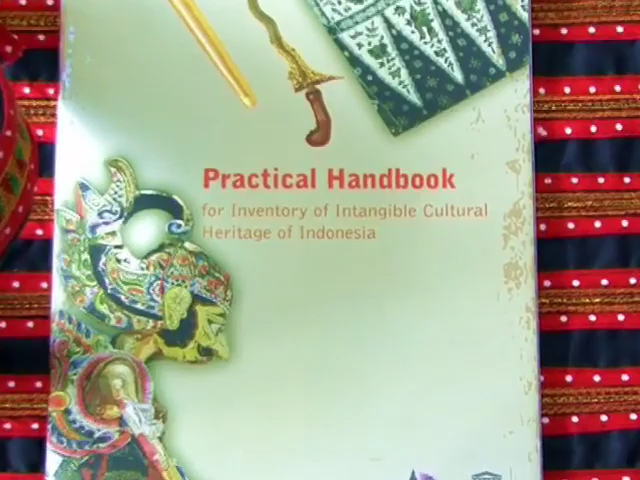 Practical Handbook
for Inventory of Intangible Cultural
Heritage of Indonesia